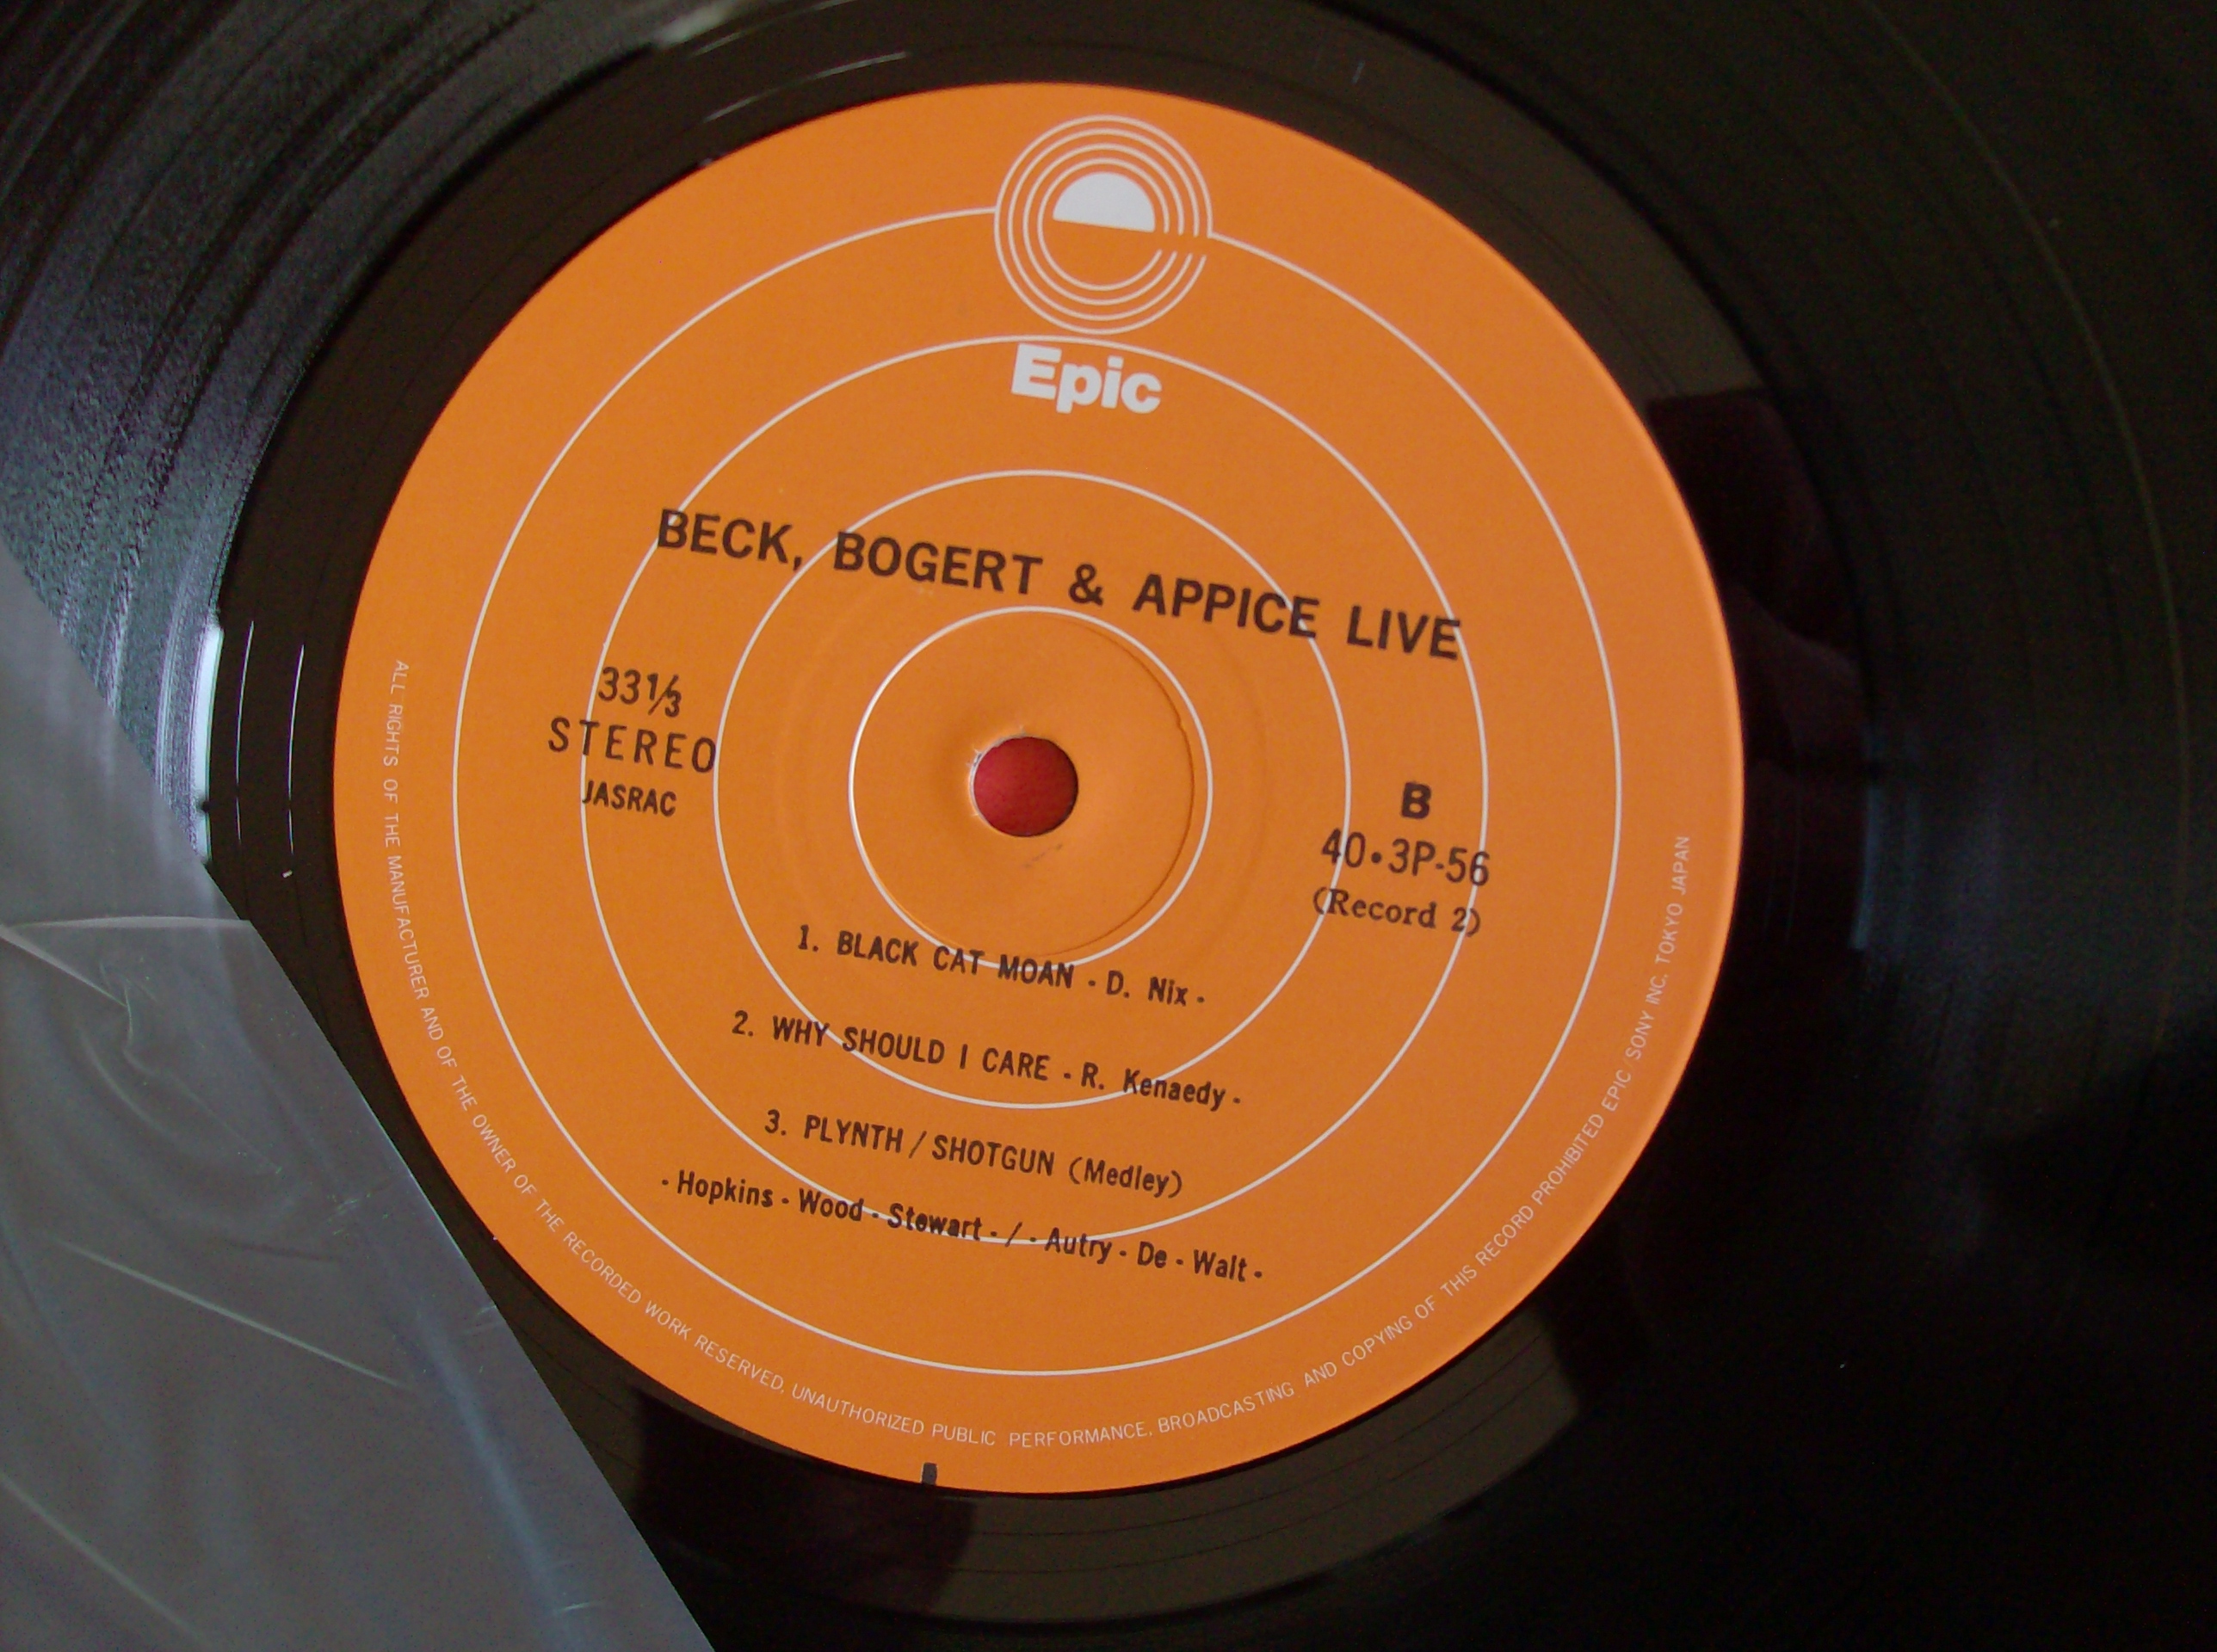 Epic
BECK, BOGERT & APPICE LIVE
33⅓
STEREO
JASRAC
B
40•3P-56
(Record 2)
1. BLACK CAT MOAN - D. Nix -
2. WHY SHOULD I CARE - R. Kenaedy -
3. PLYNTH / SHOTGUN (Medley)
- Hopkins - Wood - Stewart - / - Autry - De - Walt -
ALL RIGHTS OF THE MANUFACTURER AND OF THE OWNER OF THE RECORDED WORK RESERVED. UNAUTHORIZED PUBLIC PERFORMANCE. BROADCASTING AND COPYING OF THIS RECORD PROHIBITED EPIC SONY INC. TOKYO JAPAN